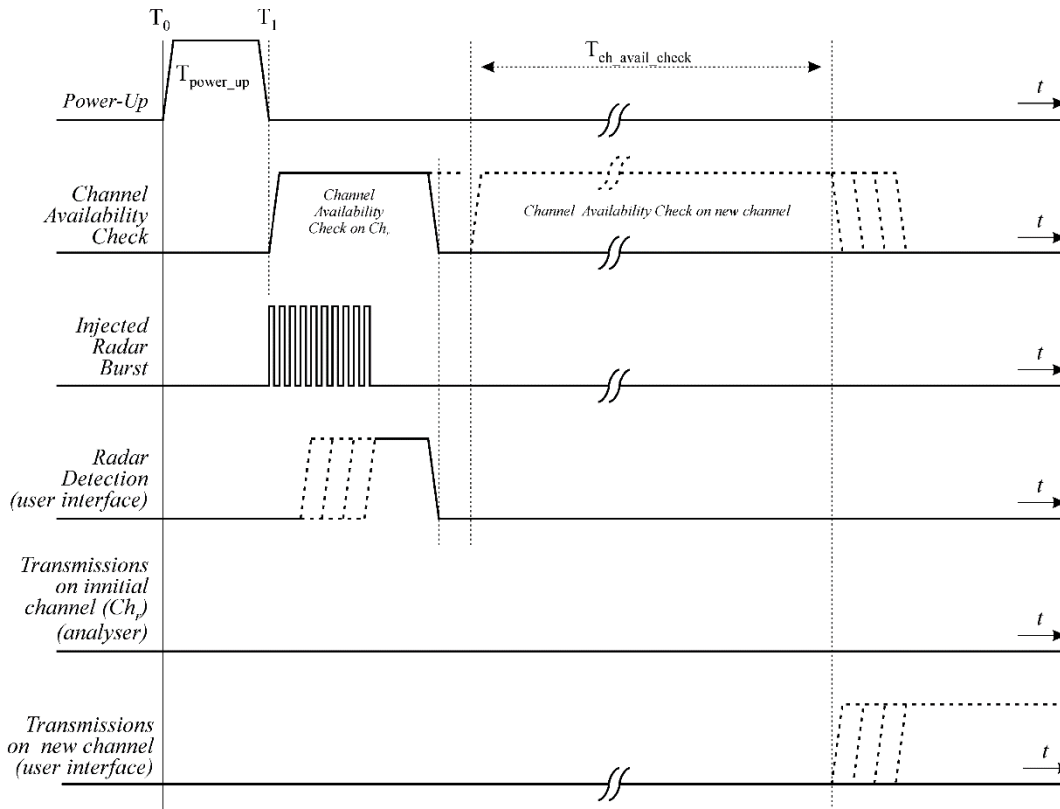 T0 T1
Tch_avail_check
Tpower_up
t
Power-Up
Channel
Availability
Check
Channel
Availability
Check on Chr
Channel Availability Check on new channel
t
Injected
Radar
Burst
t
Radar
Detection
(user interface)
t
Transmissions
on innitial
channel (Chr)
(analyser)
t
Transmissions
on new channel
(user interface)
t